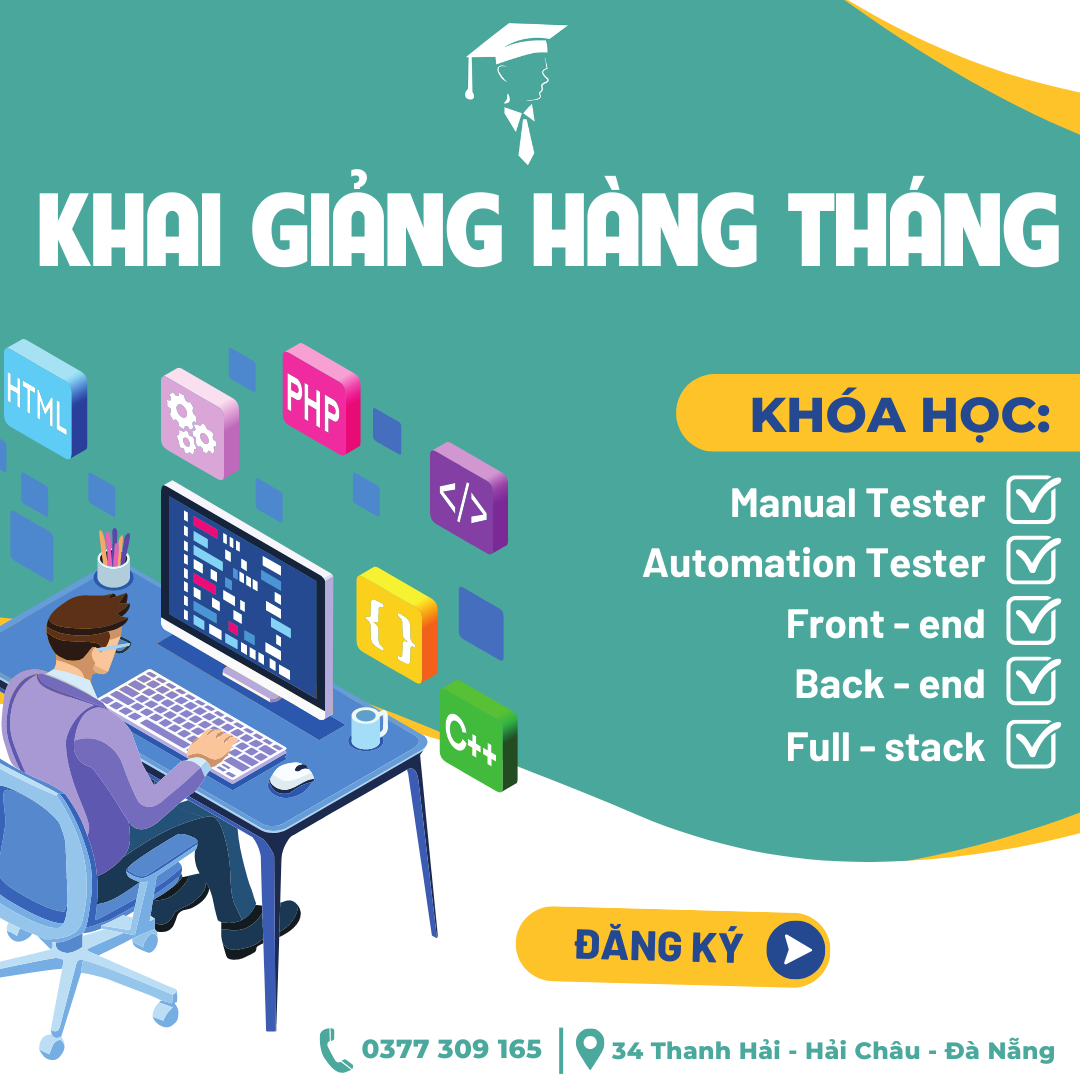 KHAI GIẢNG HÀNG THÁNG
HTML
PHP
</>
{ }
C++
KHÓA HỌC:
Manual Tester
Automation Tester
Front - end
Back - end
Full - stack
ĐĂNG KÝ
0377 309 165 | 34 Thanh Hải - Hải Châu - Đà Nẵng